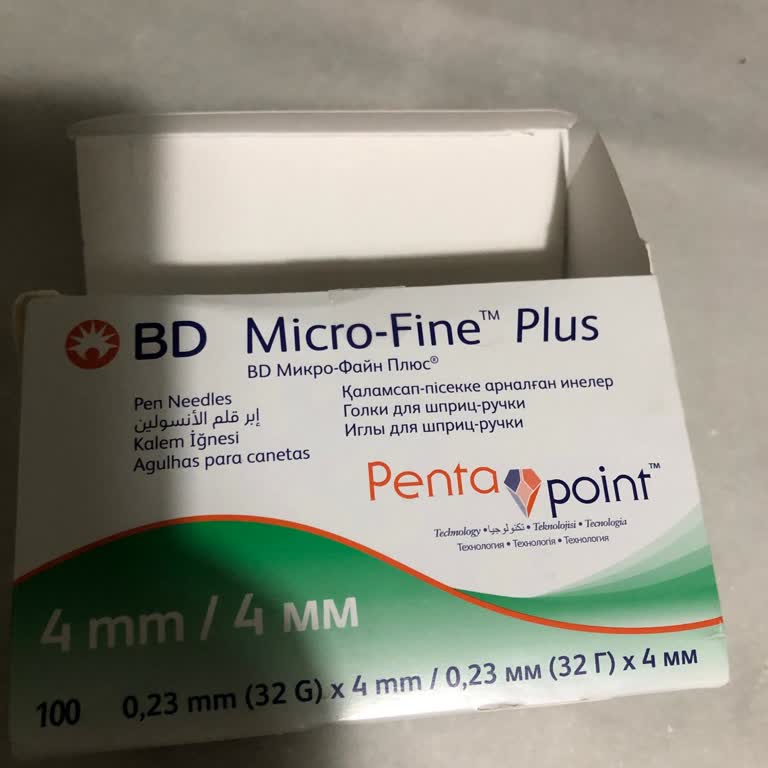 BD Micro-Fine™ Plus
BD Микро-Файн Плюс®
Pen Needles
إبر قلم الأنسولين
Kalem İğnesi
Agulhas para canetas
Қаламсап-пісекке арналған инелер
Голки для шприц-ручки
Иглы для шприц-ручки
Penta point™
Technology • تكنولوجيا • Teknolojisi • Tecnologia
Технология • Технологія • Технология
4 mm / 4 мм
100 0,23 mm (32 G) x 4 mm / 0,23 мм (32 Г) x 4 мм